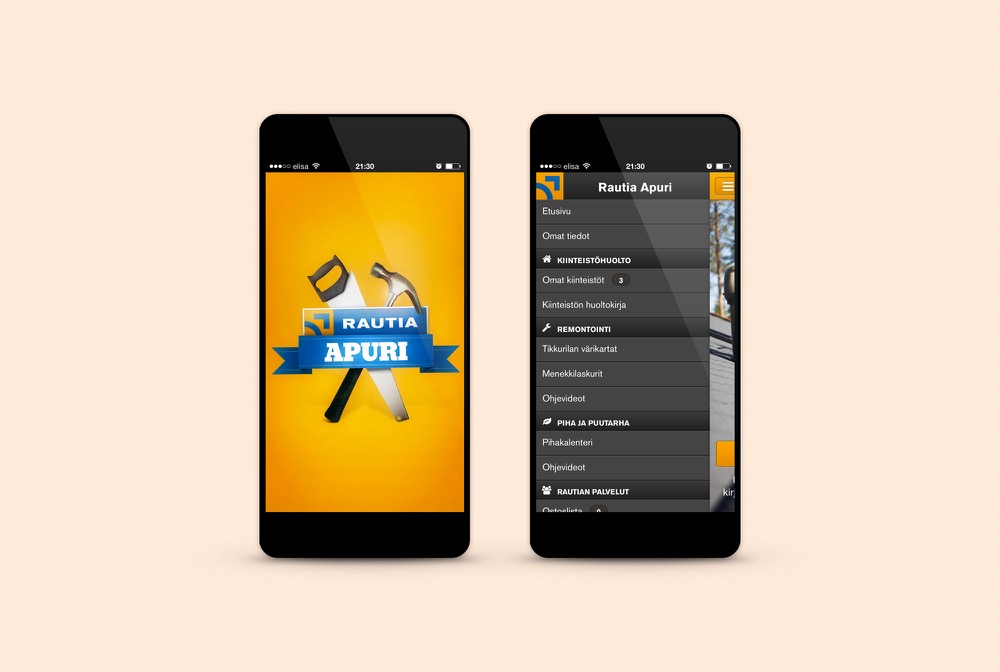 elisa 21:30
RAUTIA
APURI
elisa 21:30
Rautia Apuri
Etusivu
Omat tiedot
KIINTEISTÖHUOLTO
Omat kiinteistöt 3
Kiinteistön huoltokirja
REMONTOINTI
Tikkurilan värikartat
Menekkilaskurit
Ohjevideot
PIHA JA PUUTARHA
Pihakalenteri
Ohjevideot
RAUTIAN PALVELUT
Ostoslista 0